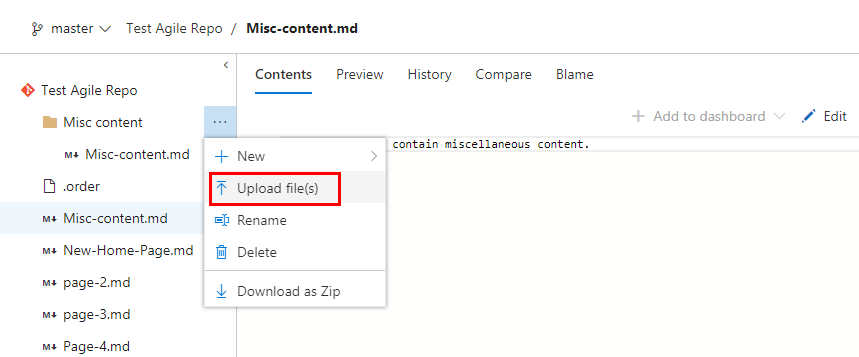 master Test Agile Repo / Misc-content.md
Test Agile Repo
Misc content
Misc-content.md
.order
Misc-content.md
New-Home-Page.md
page-2.md
page-3.md
Page-4.md
New
Upload file(s)
Rename
Delete
Download as Zip
Contents Preview History Compare Blame
Add to dashboard Edit
contain miscellaneous content.